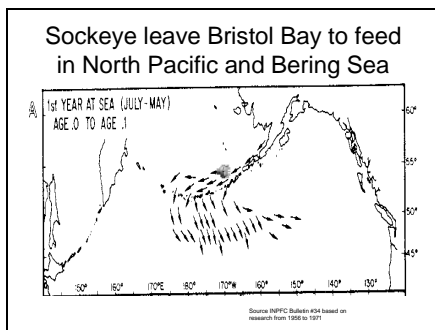 Sockeye leave Bristol Bay to feed
in North Pacific and Bering Sea
A
1st YEAR AT SEA (JULY-MAY)
AGE .0 TO AGE .1
60°
55°
50°
45°
150° 160° 170°E 180° 170°W 160° 150° 140° 130°
Source INPFC Bulletin #34 based on
research from 1956 to 1971